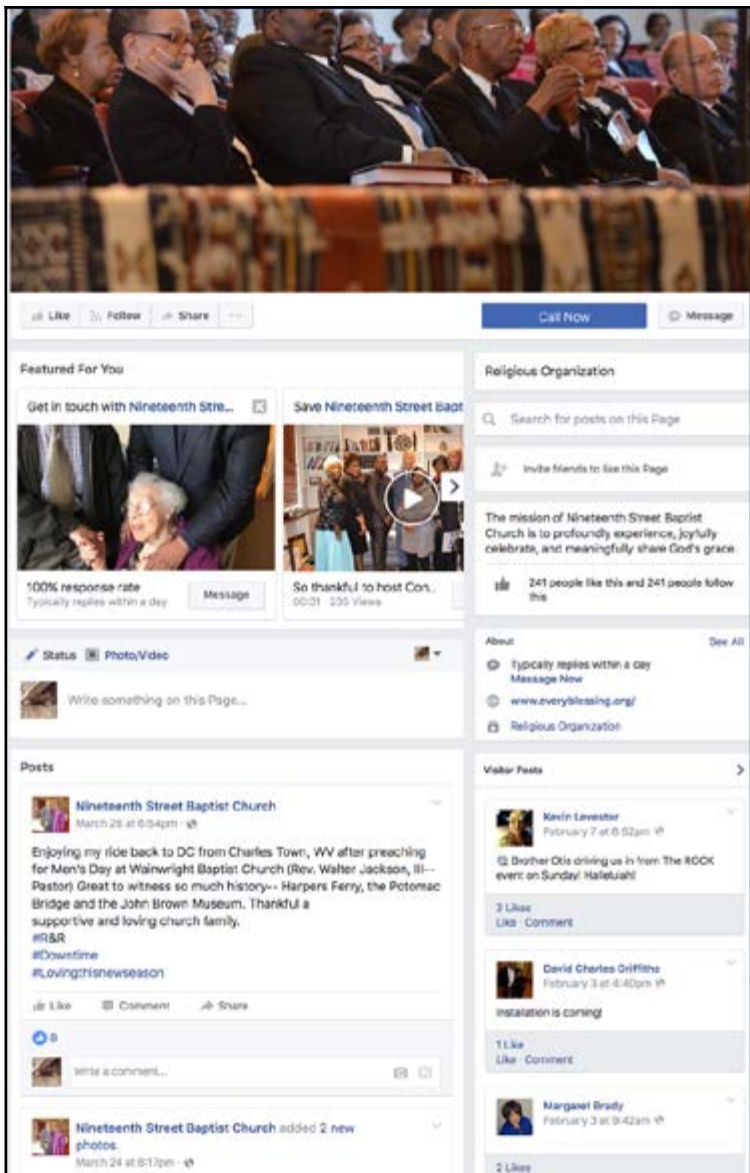 Like Follow Share ...
Call Now
Message
Featured For You
Get in touch with Nineteenth Stre...
100% response rate
Typically replies within a day
Message
Save Nineteenth Street Bapt
So thankful to host Con...
00:31 · 235 Views
Status Photo/Video
Write something on this Page...
Posts
Nineteenth Street Baptist Church
March 26 at 6:54pm ·
Enjoying my ride back to DC from Charles Town, WV after preaching
for Men's Day at Wainwright Baptist Church (Rev. Walter Jackson, III--
Pastor) Great to witness so much history-- Harpers Ferry, the Potomac
Bridge and the John Brown Museum. Thankful a
supportive and loving church family.
#R&R
#Downtime
#Lovingthisnewseason
Like Comment Share
8
Write a comment...
Nineteenth Street Baptist Church added 2 new
photos.
March 24 at 8:17pm ·
Religious Organization
Search for posts on this Page
Invite friends to like this Page
The mission of Nineteenth Street Baptist
Church is to profoundly experience, joyfully
celebrate, and meaningfully share God's grace.
241 people like this and 241 people follow
this
About See All
Typically replies within a day
Message Now
www.everyblessing.org/
Religious Organization
Visitor Posts
Kevin Levester
February 7 at 6:52pm
Brother Otis driving us in from The ROCK
event on Sunday! Halleluiah!
3 Likes
Like · Comment
David Charles Griffiths
February 3 at 4:40pm
Installation is coming!
1 Like
Like · Comment
Margaret Brady
February 3 at 9:42am
2 Likes